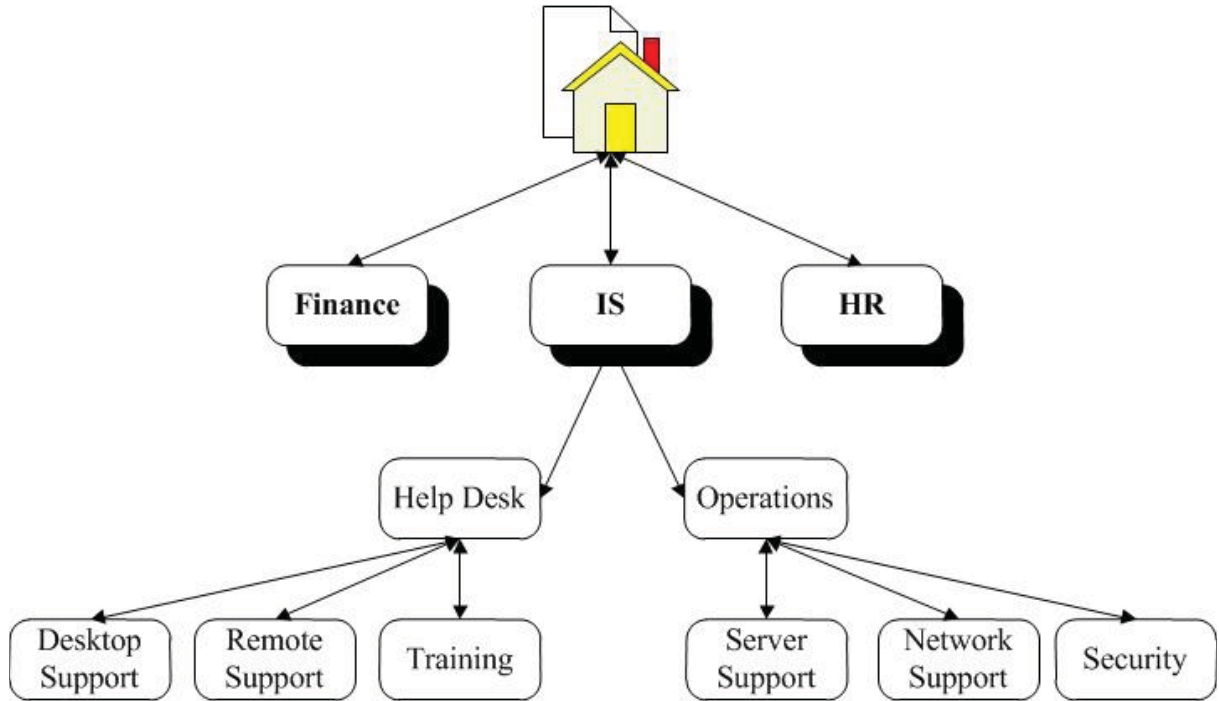 Finance
IS
HR
Help Desk
Operations
Desktop
Support
Remote
Support
Training
Server
Support
Network
Support
Security